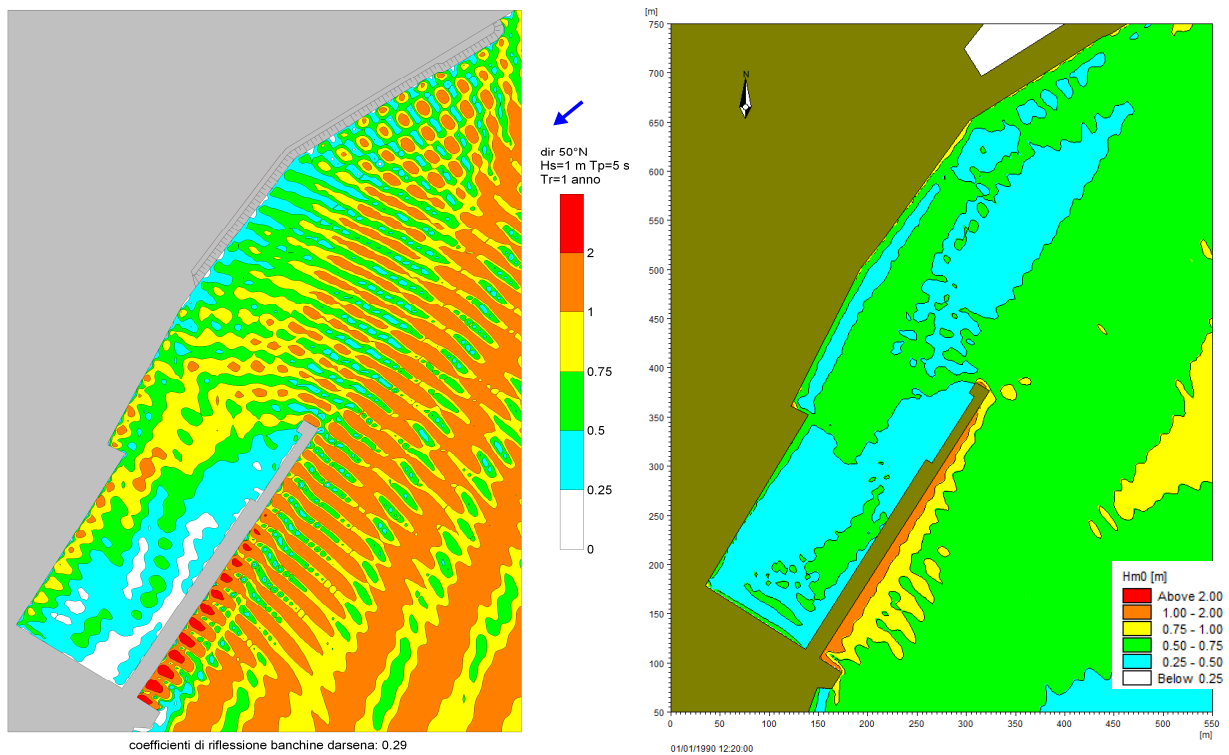 dir 50°N
Hs=1 m Tp=5 s
Tr=1 anno
2
1
0.75
0.5
0.25
0
coefficienti di riflessione banchine darsena: 0.29
[m]
750
700
650
600
550
500
450
400
350
300
250
200
150
100
50
N
Hm0 [m]
Above 2.00
1.00 - 2.00
0.75 - 1.00
0.50 - 0.75
0.25 - 0.50
Below 0.25
0 50 100 150 200 250 300 350 400 450 500 550
[m]
01/01/1990 12:20:00